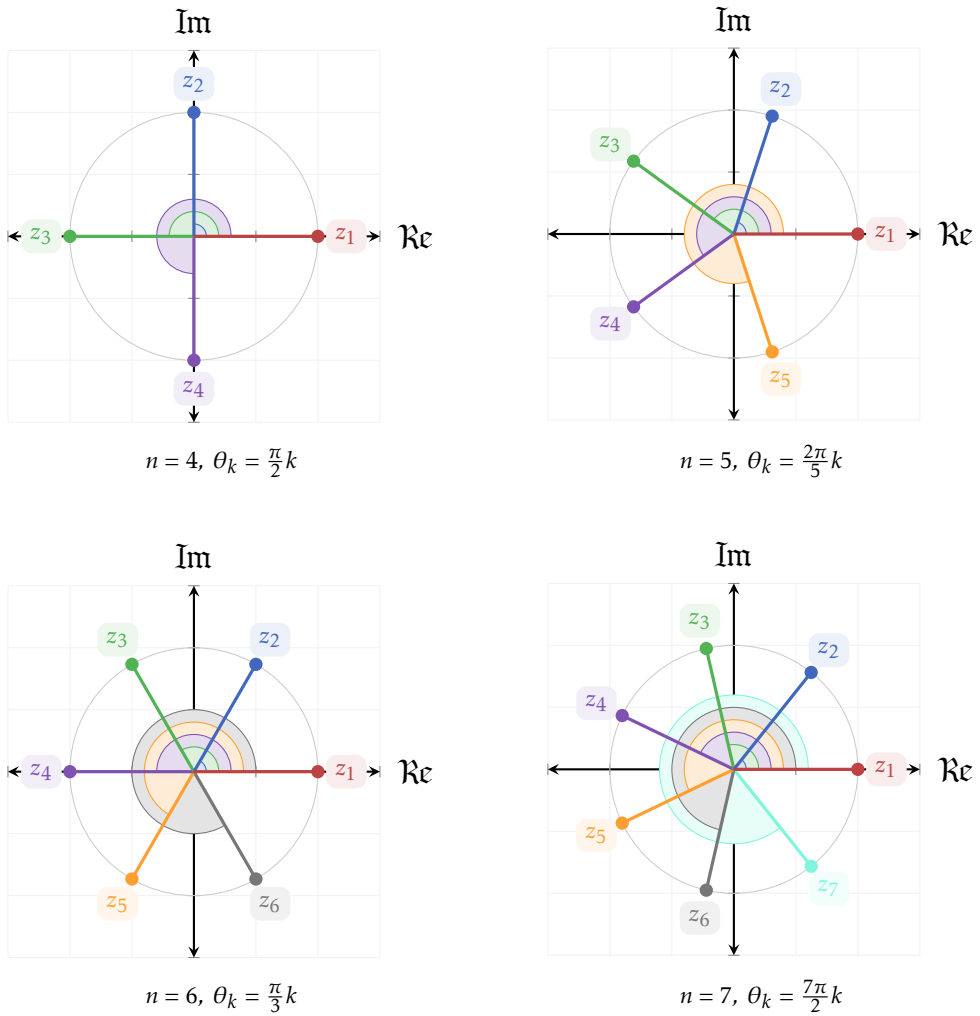 Im
z₂
z₃
z₁
Re
z₄
n = 4, θₖ = π/2 k
Im
z₂
z₃
z₁
Re
z₄
z₅
n = 5, θₖ = 2π/5 k
Im
z₃
z₂
z₄
z₁
Re
z₅
z₆
n = 6, θₖ = π/3 k
Im
z₃
z₂
z₄
z₁
Re
z₅
z₇
z₆
n = 7, θₖ = 7π/2 k